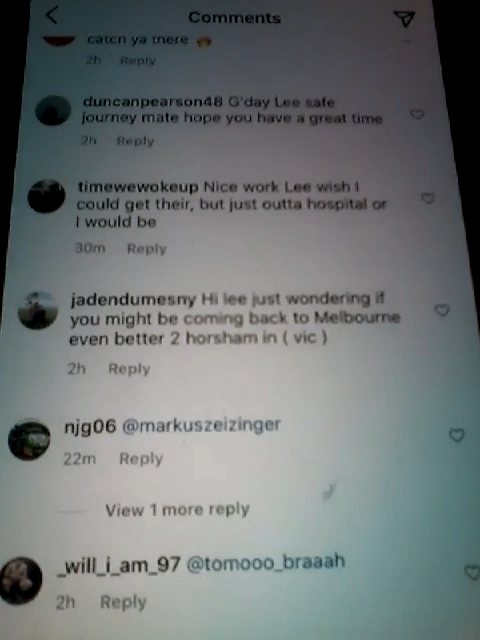 Comments
catch ya there
2h Reply
duncanpearson48 G'day Lee safe
journey mate hope you have a great time
2h Reply
timewewokeup Nice work Lee wish I
could get their, but just outta hospital or
I would be
30m Reply
jadendumesny Hi lee just wondering if
you might be coming back to Melbourne
even better 2 horsham in ( vic )
2h Reply
njg06 @markuszeizinger
22m Reply
View 1 more reply
_will_i_am_97 @tomooo_braaah
2h Reply